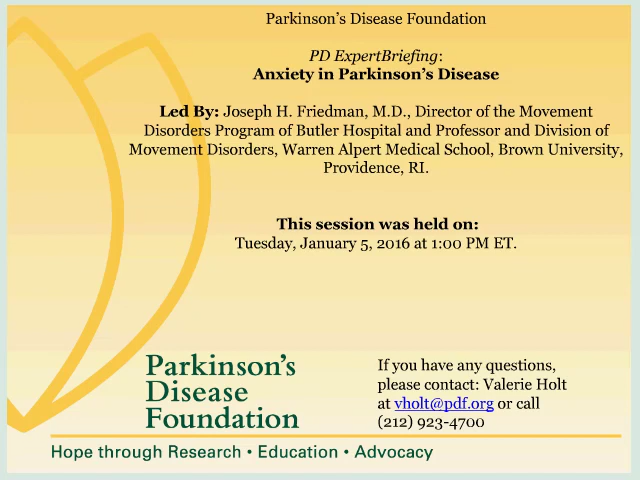 Parkinson's Disease Foundation
PD ExpertBriefing:
Anxiety in Parkinson's Disease
Led By: Joseph H. Friedman, M.D., Director of the Movement
Disorders Program of Butler Hospital and Professor and Division of
Movement Disorders, Warren Alpert Medical School, Brown University,
Providence, RI.
This session was held on:
Tuesday, January 5, 2016 at 1:00 PM ET.
Parkinson's
Disease
Foundation
If you have any questions,
please contact: Valerie Holt
at vholt@pdf.org or call
(212) 923-4700
Hope through Research • Education • Advocacy